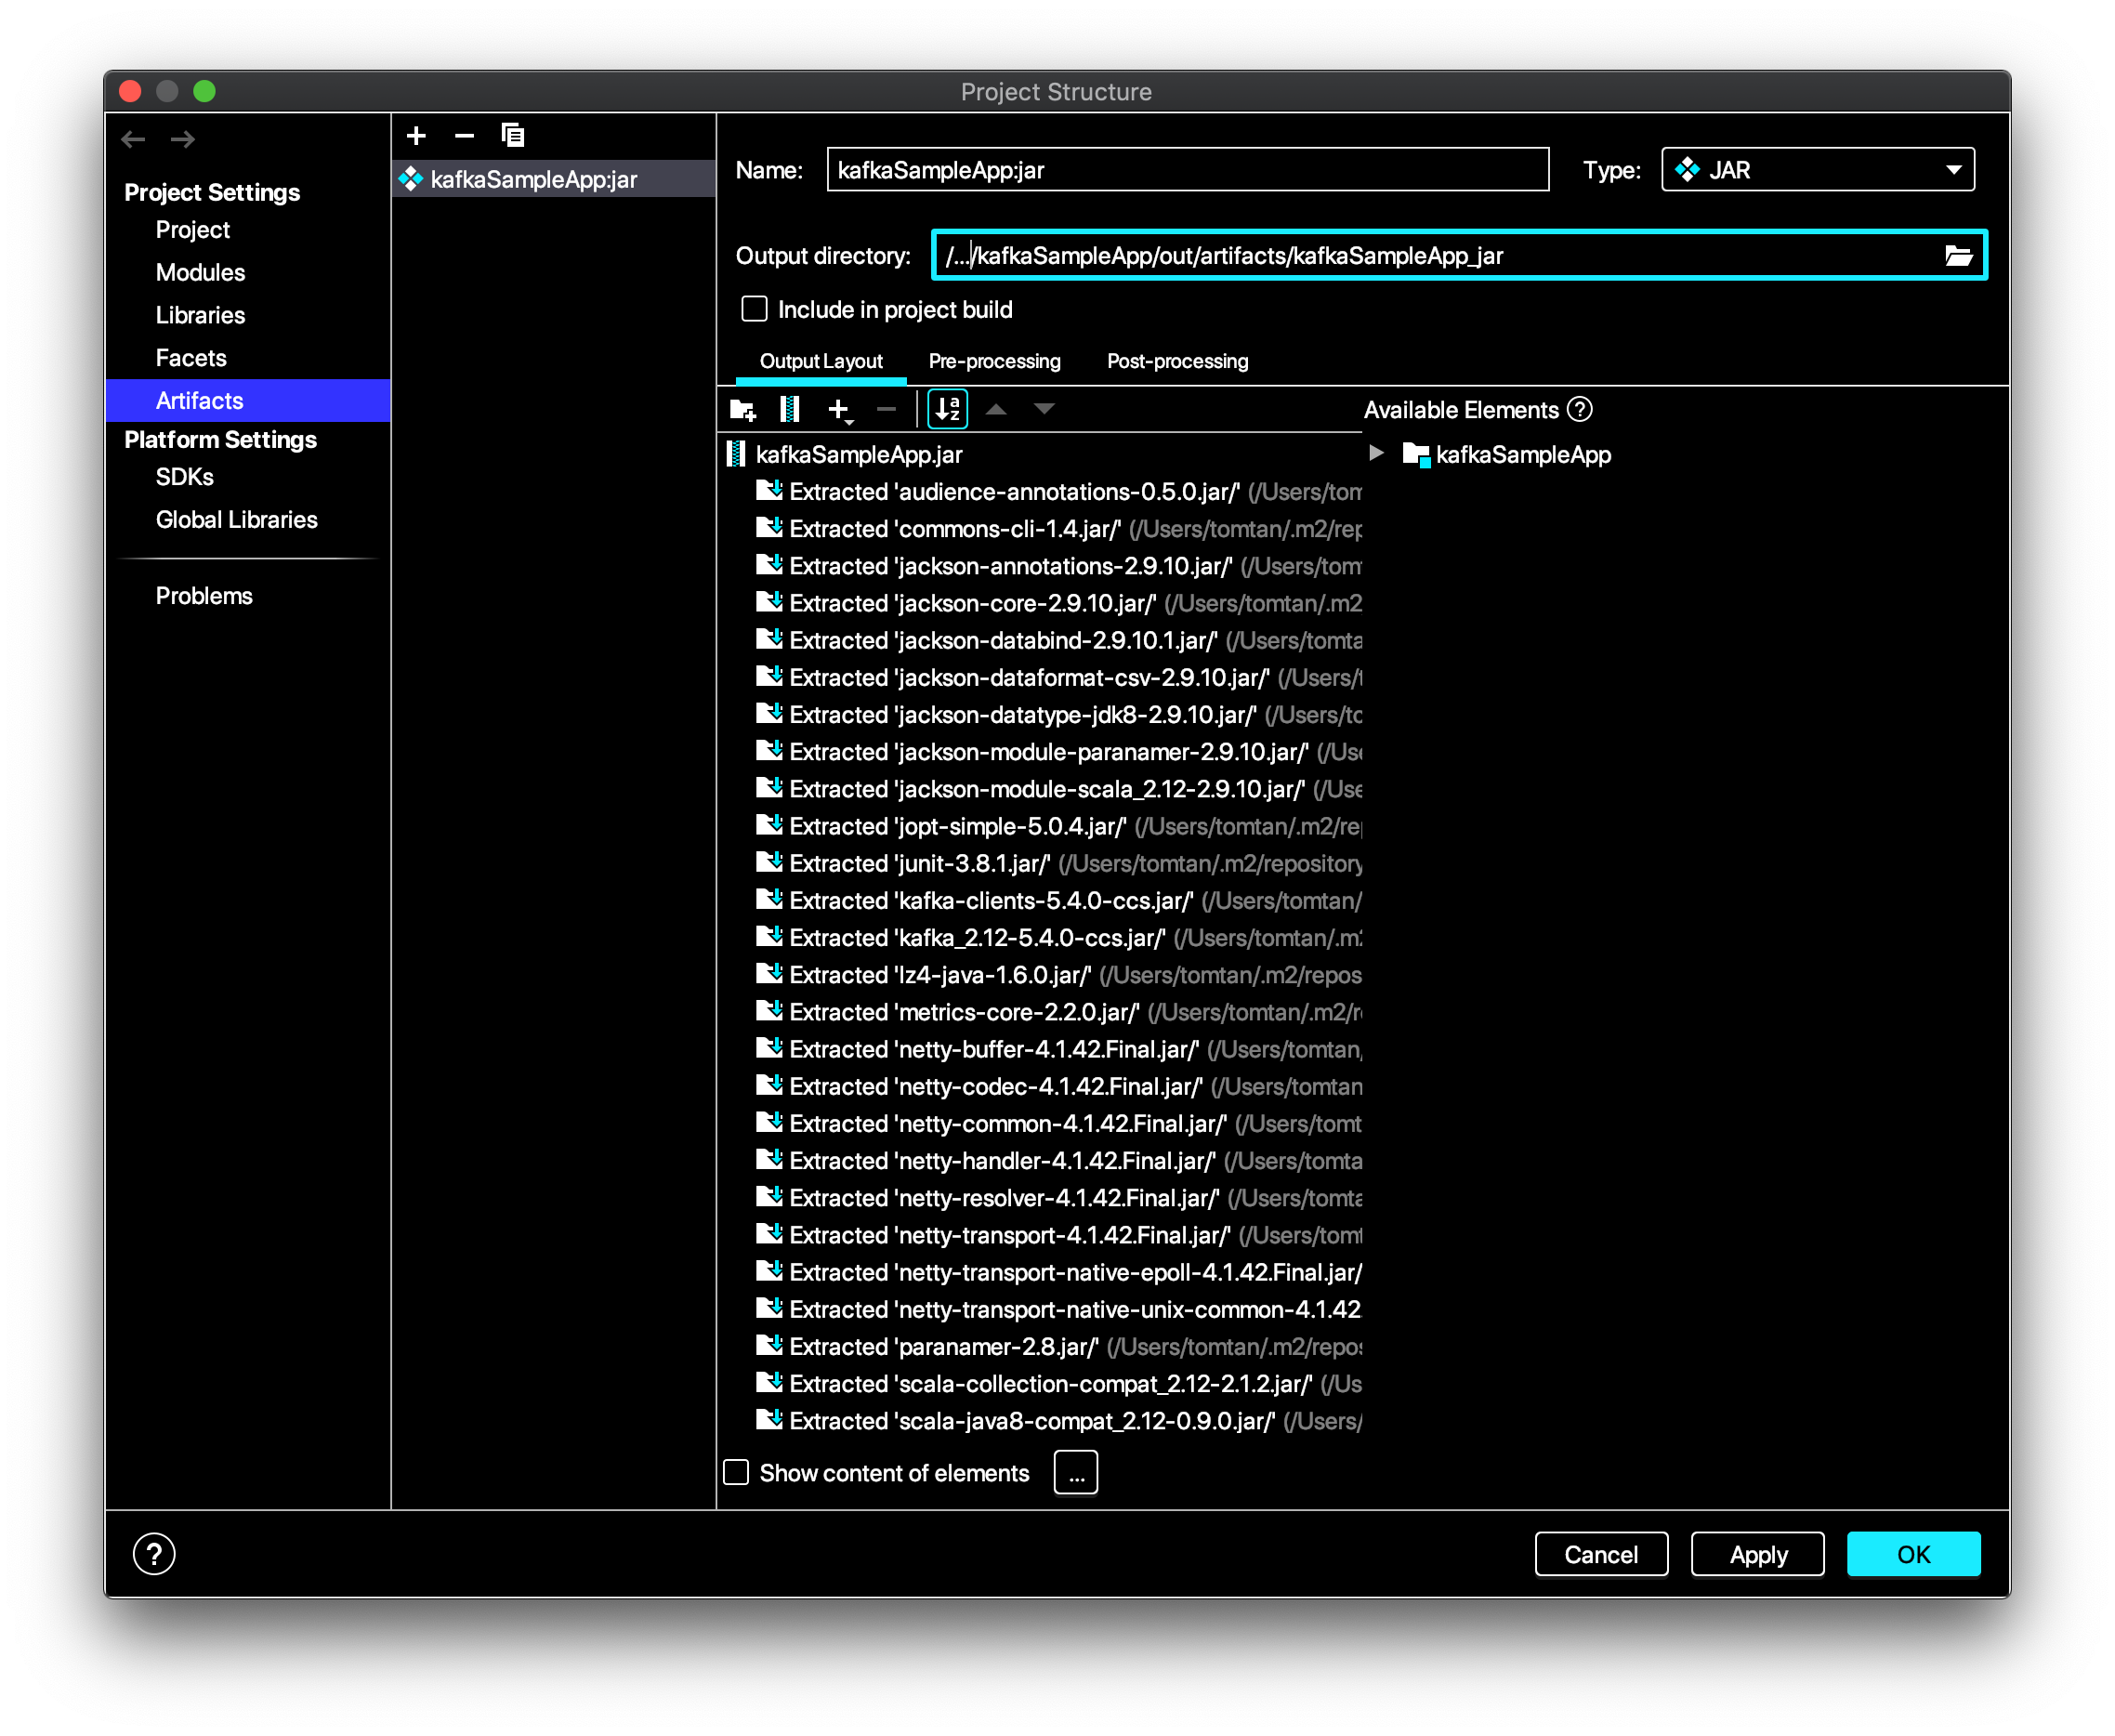 Project Structure
Project Settings
Project
Modules
Libraries
Facets
Artifacts
Platform Settings
SDKs
Global Libraries
Problems
kafkaSampleApp:jar
Name: kafkaSampleApp:jar Type: JAR
Output directory: /.../kafkaSampleApp/out/artifacts/kafkaSampleApp_jar
Include in project build
Output Layout Pre-processing Post-processing
Available Elements ?
kafkaSampleApp.jar
kafkaSampleApp
Extracted 'audience-annotations-0.5.0.jar/' (/Users/tom
Extracted 'commons-cli-1.4.jar/' (/Users/tomtan/.m2/rep
Extracted 'jackson-annotations-2.9.10.jar/' (/Users/tom
Extracted 'jackson-core-2.9.10.jar/' (/Users/tomtan/.m2
Extracted 'jackson-databind-2.9.10.1.jar/' (/Users/tomta
Extracted 'jackson-dataformat-csv-2.9.10.jar/' (/Users/t
Extracted 'jackson-datatype-jdk8-2.9.10.jar/' (/Users/to
Extracted 'jackson-module-paranamer-2.9.10.jar/' (/Use
Extracted 'jackson-module-scala_2.12-2.9.10.jar/' (/Use
Extracted 'jopt-simple-5.0.4.jar/' (/Users/tomtan/.m2/rep
Extracted 'junit-3.8.1.jar/' (/Users/tomtan/.m2/repository
Extracted 'kafka-clients-5.4.0-ccs.jar/' (/Users/tomtan/
Extracted 'kafka_2.12-5.4.0-ccs.jar/' (/Users/tomtan/.m2
Extracted 'lz4-java-1.6.0.jar/' (/Users/tomtan/.m2/repos
Extracted 'metrics-core-2.2.0.jar/' (/Users/tomtan/.m2/r
Extracted 'netty-buffer-4.1.42.Final.jar/' (/Users/tomtan/
Extracted 'netty-codec-4.1.42.Final.jar/' (/Users/tomtan
Extracted 'netty-common-4.1.42.Final.jar/' (/Users/tomt
Extracted 'netty-handler-4.1.42.Final.jar/' (/Users/tomta
Extracted 'netty-resolver-4.1.42.Final.jar/' (/Users/tomta
Extracted 'netty-transport-4.1.42.Final.jar/' (/Users/tomt
Extracted 'netty-transport-native-epoll-4.1.42.Final.jar/
Extracted 'netty-transport-native-unix-common-4.1.42.
Extracted 'paranamer-2.8.jar/' (/Users/tomtan/.m2/repos
Extracted 'scala-collection-compat_2.12-2.1.2.jar/' (/Us
Extracted 'scala-java8-compat_2.12-0.9.0.jar/' (/Users/
Show content of elements ...
? Cancel Apply OK